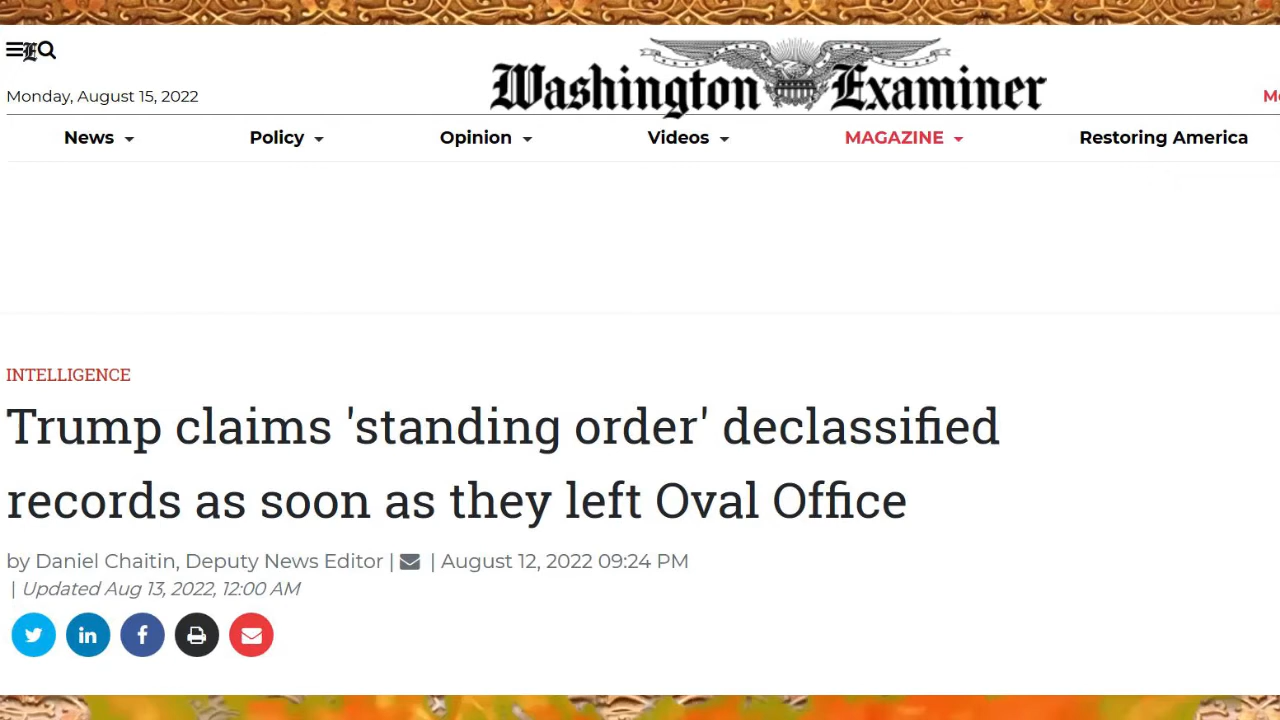 Washington Examiner
Monday, August 15, 2022
News
Policy
Opinion
Videos
MAGAZINE
Restoring America
INTELLIGENCE
Trump claims 'standing order' declassified
records as soon as they left Oval Office
by Daniel Chaitin, Deputy News Editor | | August 12, 2022 09:24 PM
| Updated Aug 13, 2022, 12:00 AM